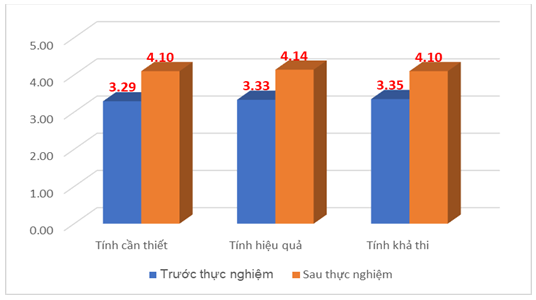 5.00
4.00
3.00
2.00
1.00
0.00
3.29
4.10
3.33
4.14
3.35
4.10
Tính cần thiết
Tính hiệu quả
Tính khả thi
Trước thực nghiệm
Sau thực nghiệm